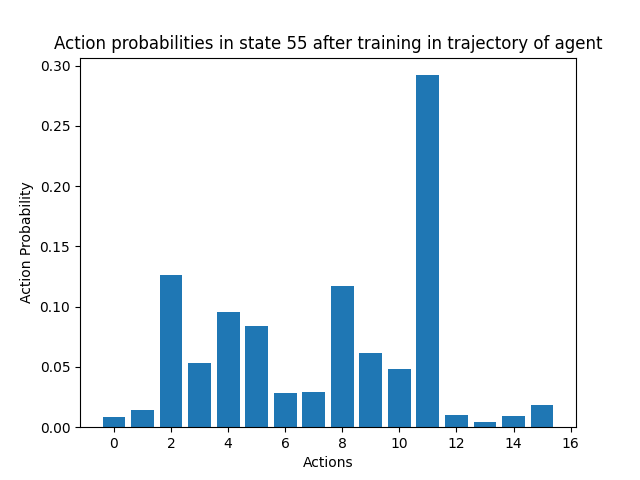 Action probabilities in state 55 after training in trajectory of agent
0.30
0.25
0.20
0.15
0.10
0.05
0.00
Action Probability
0 2 4 6 8 10 12 14 16
Actions